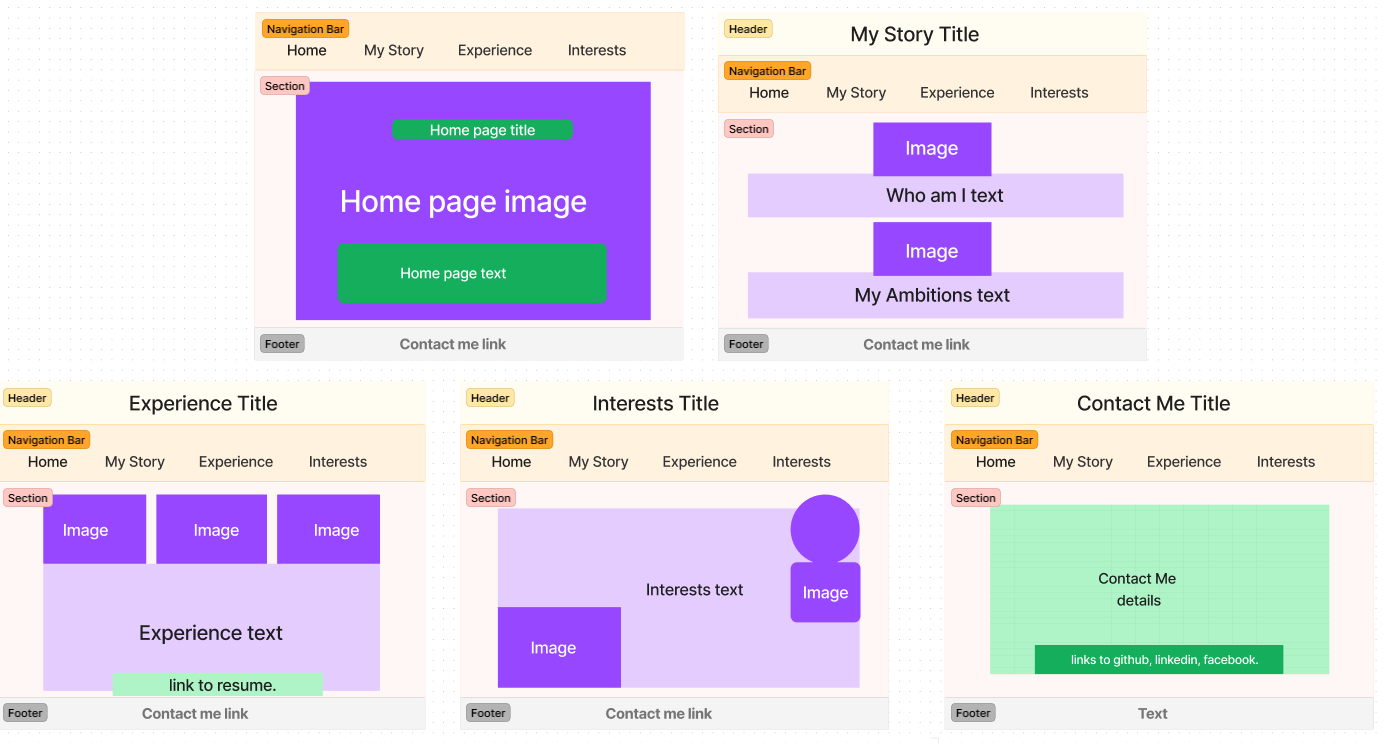 Navigation Bar
Home My Story Experience Interests
Section
Home page title
Home page image
Home page text
Footer
Contact me link
Header
My Story Title
Navigation Bar
Home My Story Experience Interests
Section
Image
Who am I text
Image
My Ambitions text
Footer
Contact me link
Header
Experience Title
Navigation Bar
Home My Story Experience Interests
Section
Image Image Image
Experience text
link to resume.
Footer
Contact me link
Header
Interests Title
Navigation Bar
Home My Story Experience Interests
Section
Interests text
Image
Image
Footer
Contact me link
Header
Contact Me Title
Navigation Bar
Home My Story Experience Interests
Section
Contact Me
details
links to github, linkedin, facebook.
Footer
Text